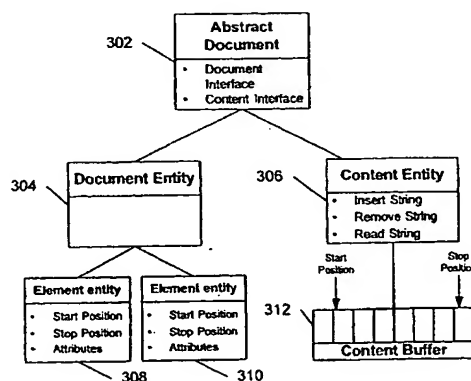 Abstract
Document
302
• Document
Interface
• Content Interface
304
Document Entity
306
Content Entity
• Insert String
• Remove String
• Read String
Start
Position
Stop
Position
Element entity
• Start Position
• Stop Position
• Attributes
Element entity
• Start Position
• Stop Position
• Attributes
312
Content Buffer
308
310